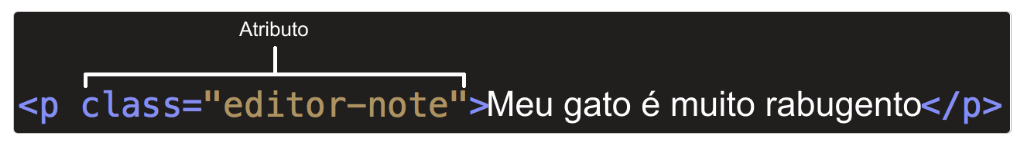 Atributo
<p class="editor-note">Meu gato é muito rabugento</p>